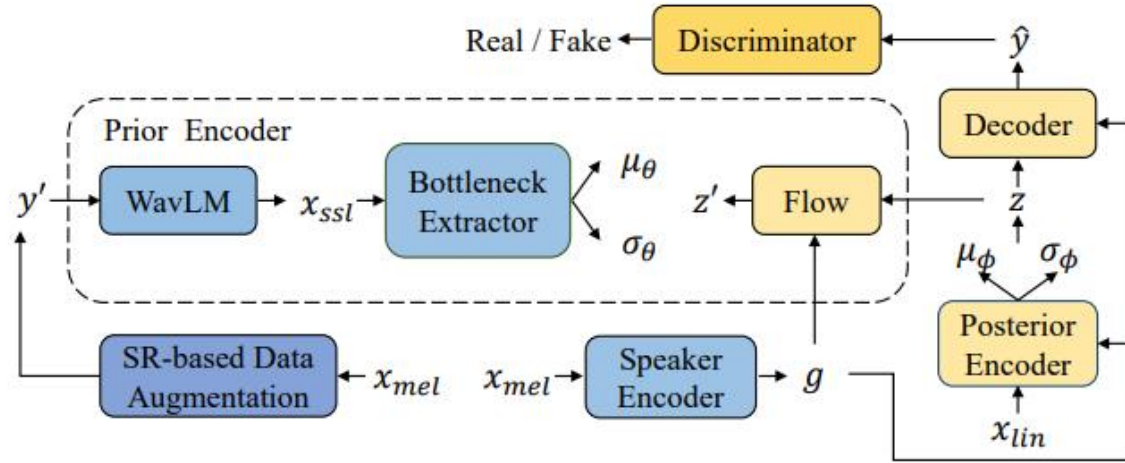 Real / Fake
Discriminator
ŷ
Prior Encoder
Decoder
y′
WavLM
x_ssl
Bottleneck
Extractor
μ_θ
σ_θ
z′
Flow
z
μ_ϕ
σ_ϕ
SR-based Data
Augmentation
x_mel
x_mel
Speaker
Encoder
g
Posterior
Encoder
x_lin